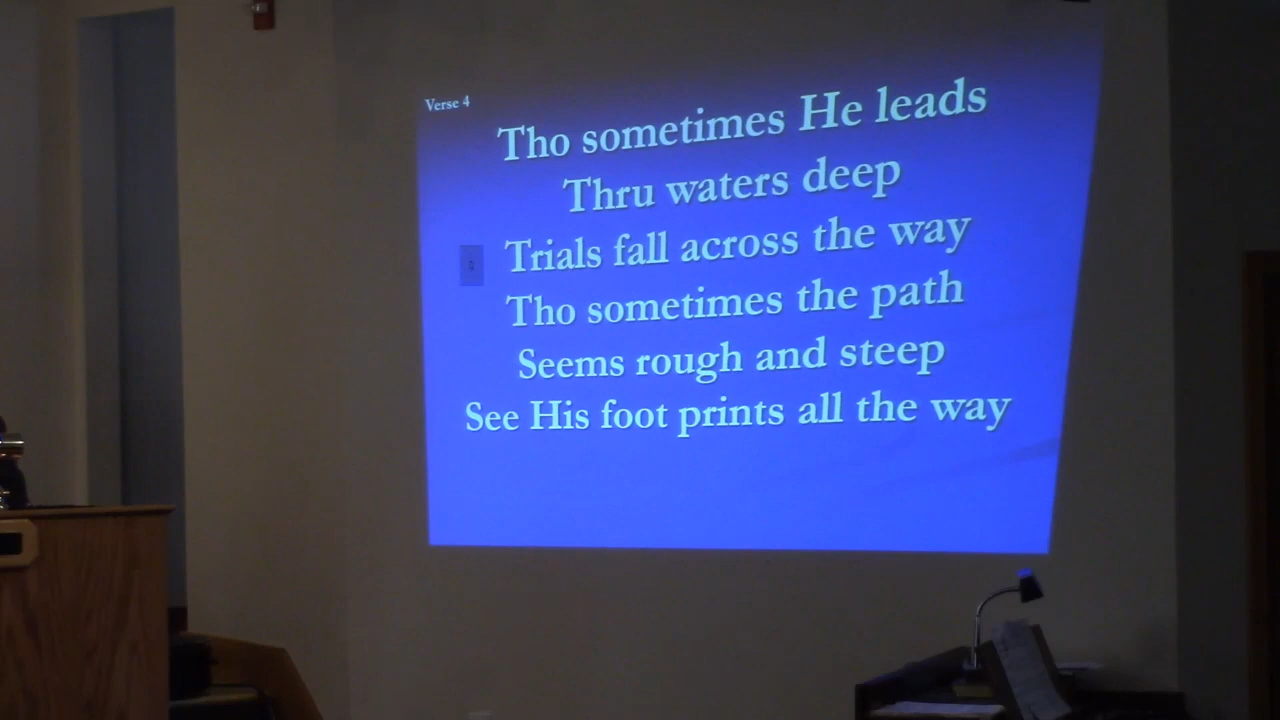 Verse 4
Tho sometimes He leads
Thru waters deep
Trials fall across the way
Tho sometimes the path
Seems rough and steep
See His foot prints all the way